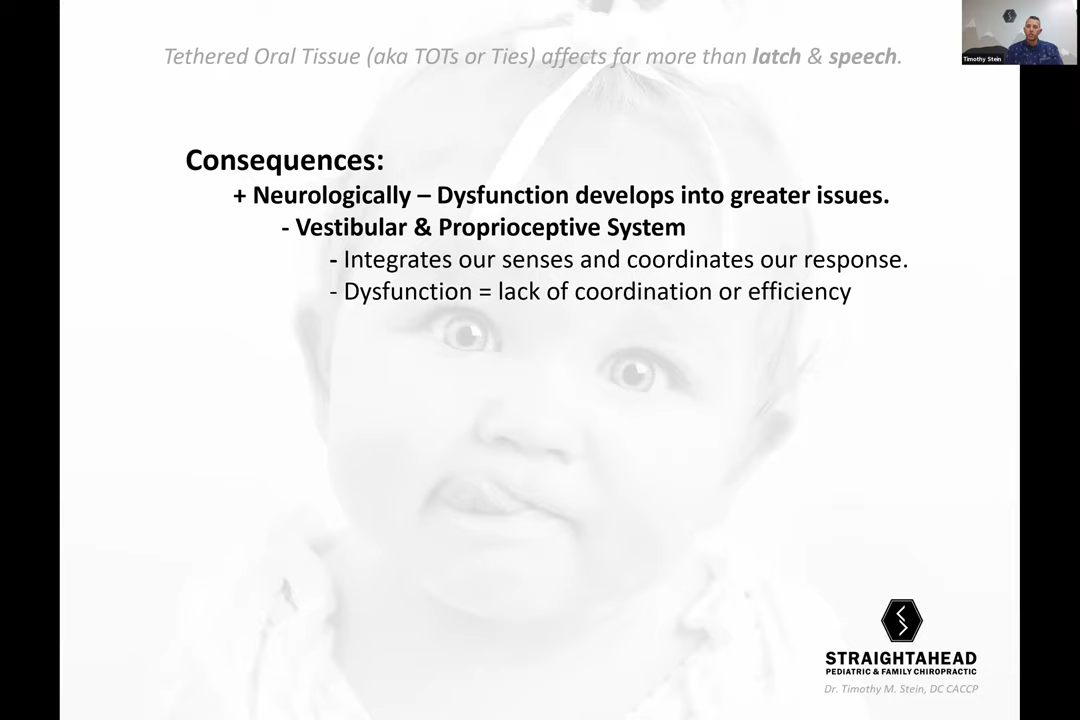 Tethered Oral Tissue (aka TOTs or Ties) affects far more than latch & speech.
Timothy Stein
Consequences:
+ Neurologically – Dysfunction develops into greater issues.
- Vestibular & Proprioceptive System
- Integrates our senses and coordinates our response.
- Dysfunction = lack of coordination or efficiency
STRAIGHTAHEAD
PEDIATRIC & FAMILY CHIROPRACTIC
Dr. Timothy M. Stein, DC CACCP